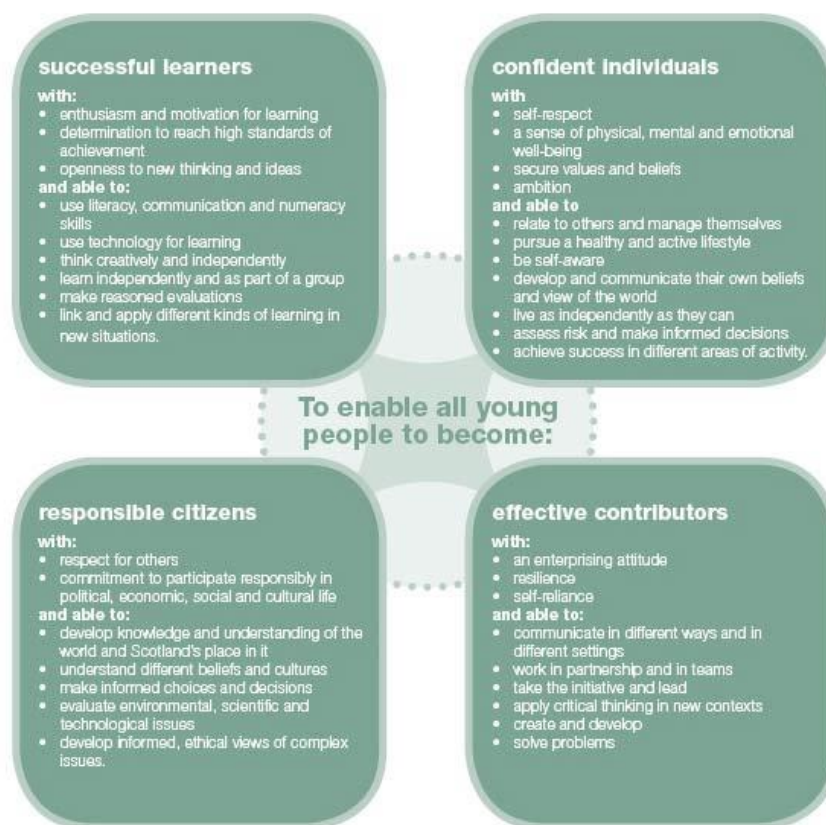 successful learners
with:
• enthusiasm and motivation for learning
• determination to reach high standards of
achievement
• openness to new thinking and ideas
and able to:
• use literacy, communication and numeracy
skills
• use technology for learning
• think creatively and independently
• learn independently and as part of a group
• make reasoned evaluations
• link and apply different kinds of learning in
new situations.
confident individuals
with
• self-respect
• a sense of physical, mental and emotional
well-being
• secure values and beliefs
• ambition
and able to
• relate to others and manage themselves
• pursue a healthy and active lifestyle
• be self-aware
• develop and communicate their own beliefs
and view of the world
• live as independently as they can
• assess risk and make informed decisions
• achieve success in different areas of activity.
To enable all young
people to become:
responsible citizens
with:
• respect for others
• commitment to participate responsibly in
political, economic, social and cultural life
and able to:
• develop knowledge and understanding of the
world and Scotland's place in it
• understand different beliefs and cultures
• make informed choices and decisions
• evaluate environmental, scientific and
technological issues
• develop informed, ethical views of complex
issues.
effective contributors
with:
• an enterprising attitude
• resilience
• self-reliance
and able to:
• communicate in different ways and in
different settings
• work in partnership and in teams
• take the initiative and lead
• apply critical thinking in new contexts
• create and develop
• solve problems